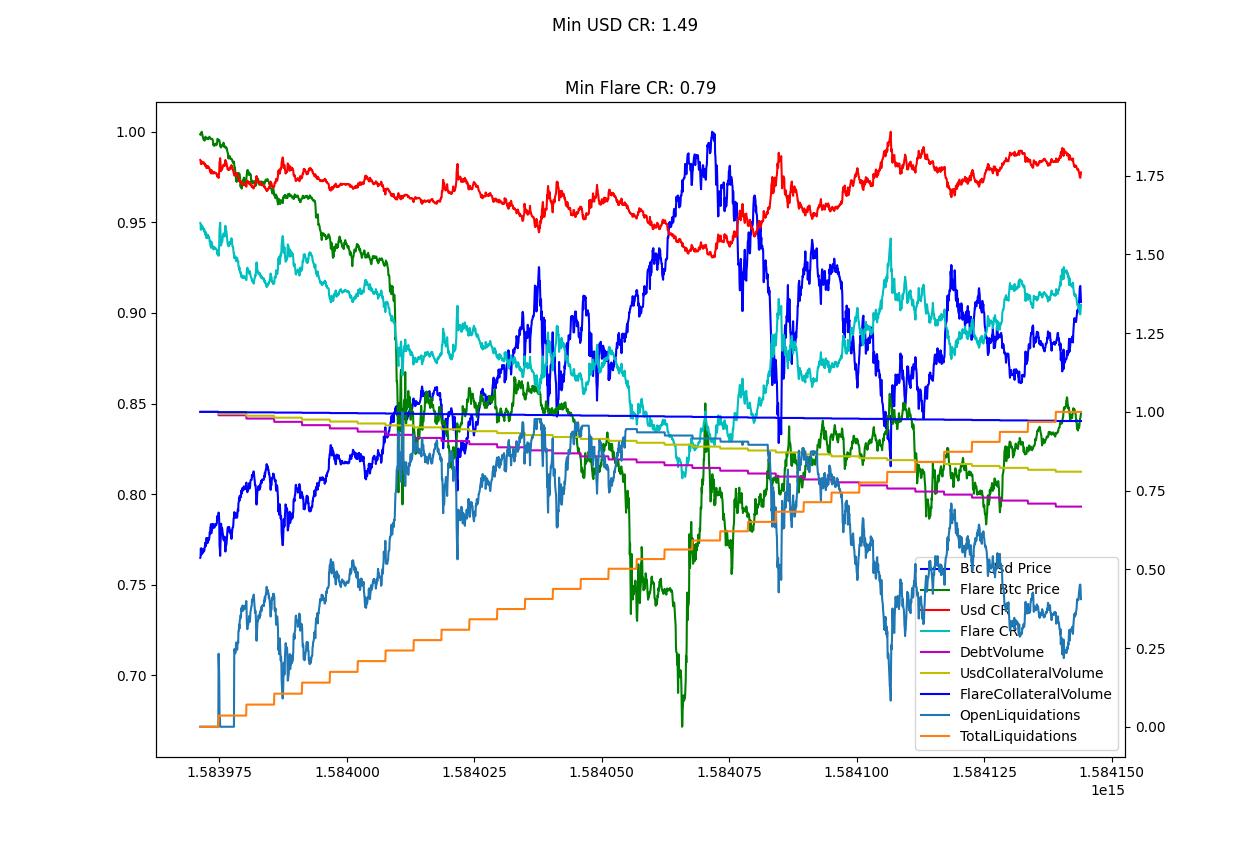 Min USD CR: 1.49
Min Flare CR: 0.79
1.00
0.95
0.90
0.85
0.80
0.75
0.70
1.75
1.50
1.25
1.00
0.75
0.50
0.25
0.00
Btc Usd Price
Flare Btc Price
Usd CR
Flare CR
DebtVolume
UsdCollateralVolume
FlareCollateralVolume
OpenLiquidations
TotalLiquidations
1.583975 1.584000 1.584025 1.584050 1.584075 1.584100 1.584125 1.584150
1e15